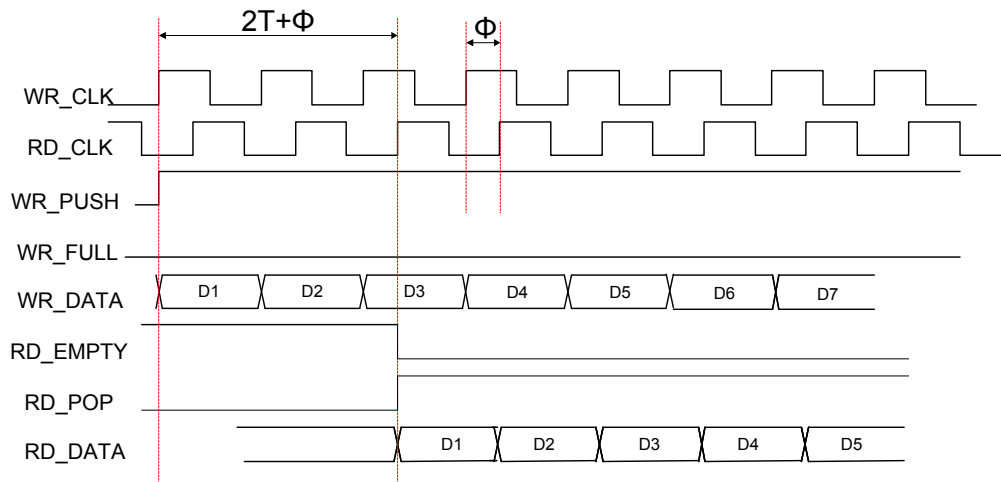 2T+Φ Φ
WR_CLK
RD_CLK
WR_PUSH
WR_FULL
WR_DATA D1 D2 D3 D4 D5 D6 D7
RD_EMPTY
RD_POP
RD_DATA D1 D2 D3 D4 D5